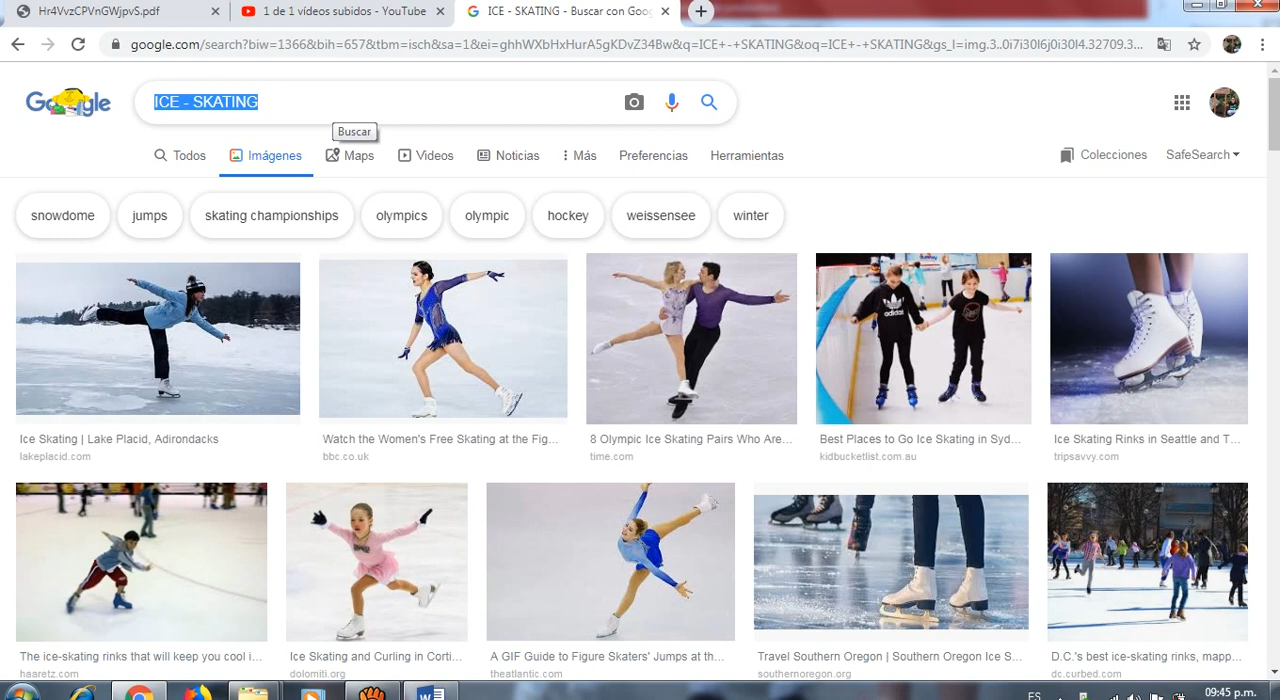 Hr4VvzCPVnGWjpvS.pdf
1 de 1 vídeos subidos - YouTube
ICE - SKATING - Buscar con Goog
google.com/search?biw=1366&bih=657&tbm=isch&sa=1&ei=ghhWXbHxHurA5gKDvZ34Bw&q=ICE+-+SKATING&oq=ICE+-+SKATING&gs_l=img.3..0i7i30l6j0i30l4.32709.3...
Google
ICE - SKATING
Buscar
Todos Imágenes Maps Videos Noticias Más Preferencias Herramientas Colecciones SafeSearch
snowdome jumps skating championships olympics olympic hockey weissensee winter
adidas
Ice Skating | Lake Placid, Adirondacks
lakeplacid.com
Watch the Women's Free Skating at the Fig...
bbc.co.uk
8 Olympic Ice Skating Pairs Who Are...
time.com
Best Places to Go Ice Skating in Syd...
kidbucketlist.com.au
Ice Skating Rinks in Seattle and T...
tripsavvy.com
The ice-skating rinks that will keep you cool i...
haaretz.com
Ice Skating and Curling in Corti...
dolomiti.org
A GIF Guide to Figure Skaters' Jumps at th...
theatlantic.com
Travel Southern Oregon | Southern Oregon Ice S...
southernoregon.org
D.C.'s best ice-skating rinks, mapp...
dc.curbed.com
ES
09:45 p.m.